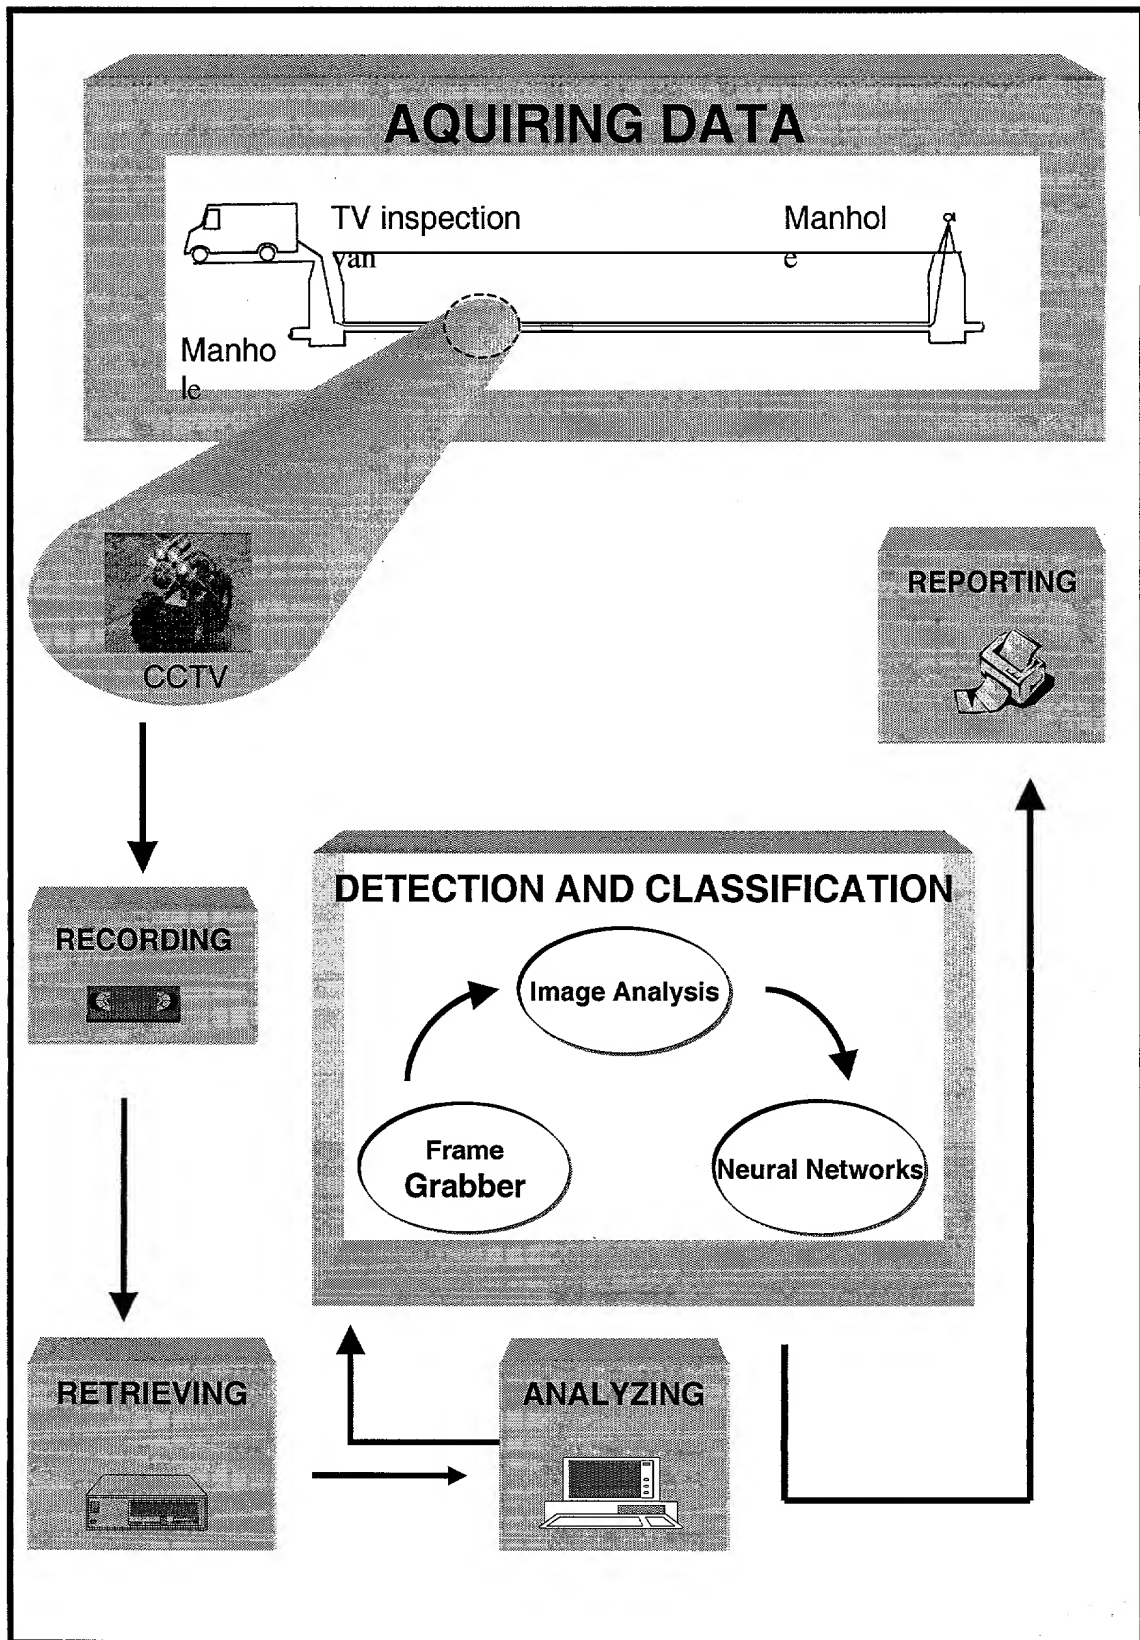 AQUIRING DATA
TV inspection
van
Manhol
e
Manho
le
CCTV
REPORTING
DETECTION AND CLASSIFICATION
RECORDING
Image Analysis
Frame
Grabber
Neural Networks
RETRIEVING
ANALYZING